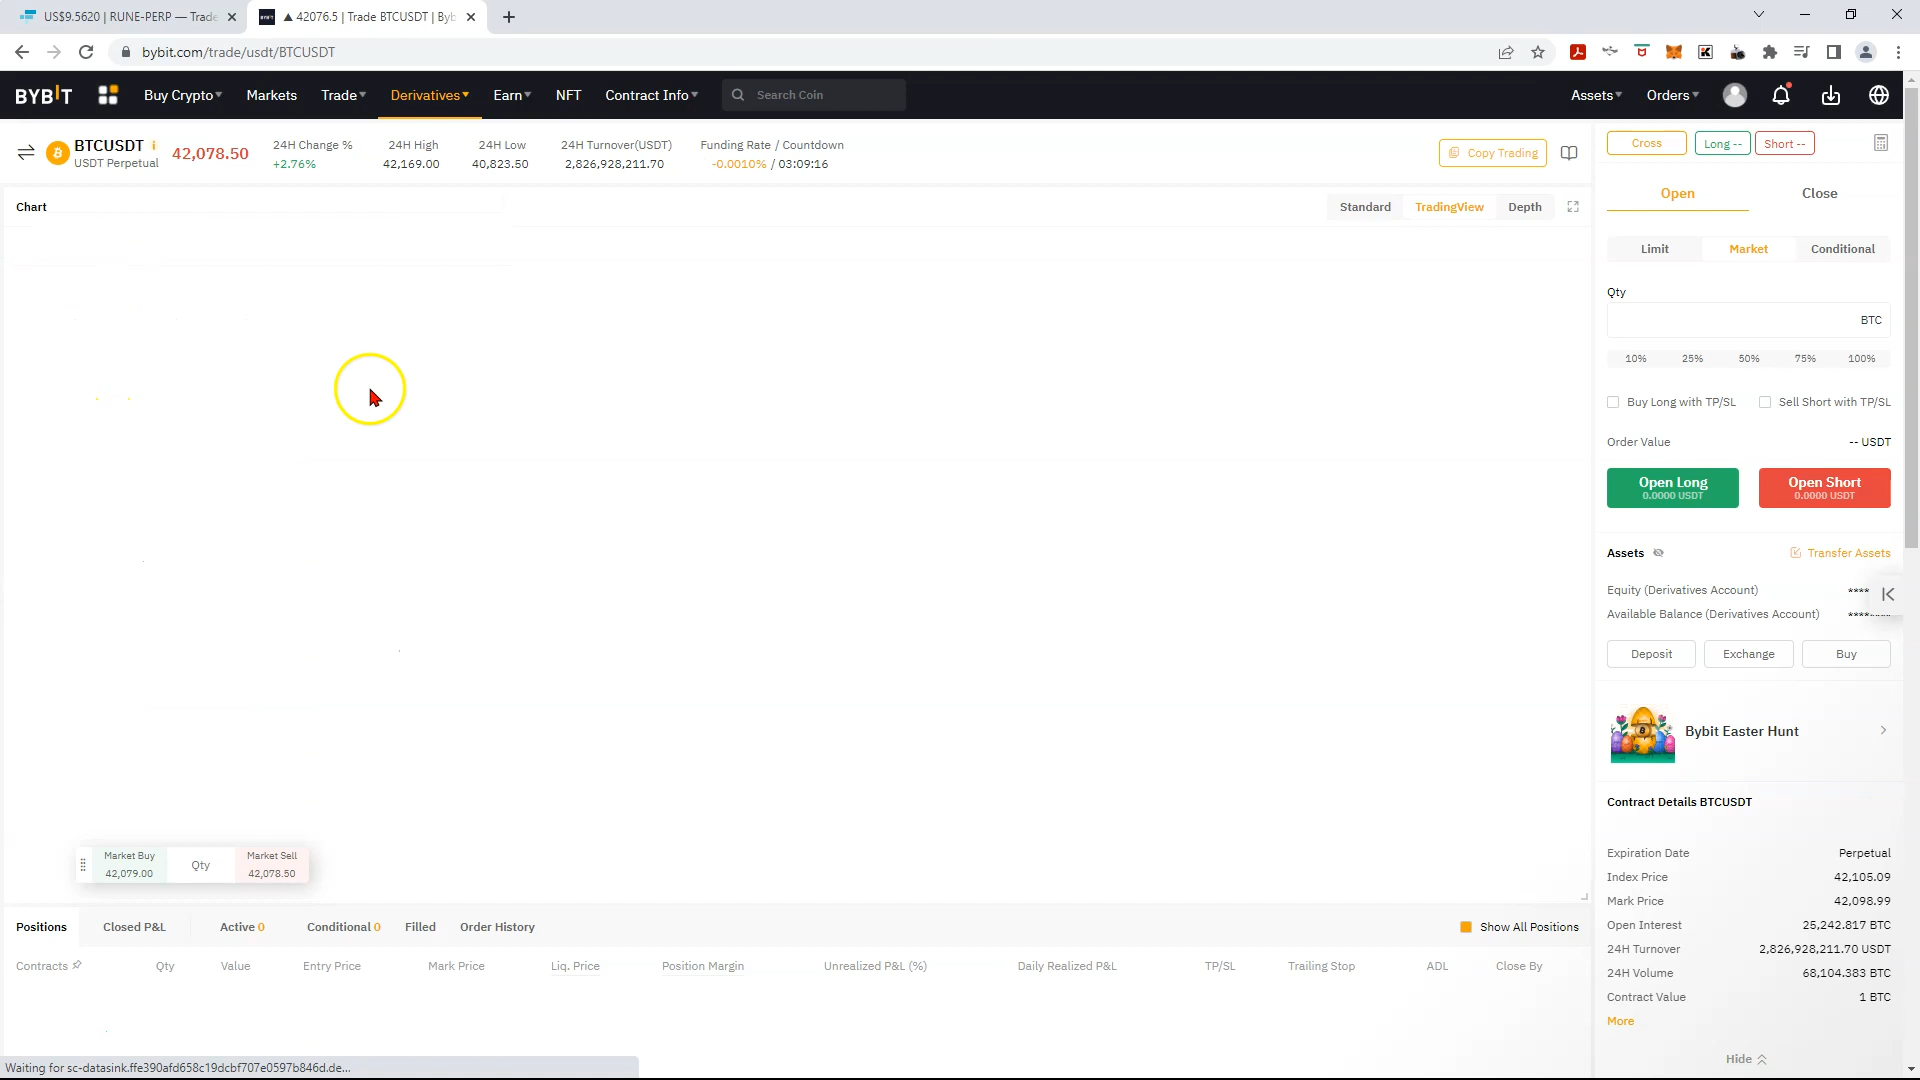 US$9.5620 | RUNE-PERP — Trade
▲ 42076.5 | Trade BTCUSDT | Byb
bybit.com/trade/usdt/BTCUSDT
BYBIT Buy Crypto Markets Trade Derivatives Earn NFT Contract Info Search Coin Assets Orders
BTCUSDT
USDT Perpetual
42,078.50
24H Change %
+2.76%
24H High
42,169.00
24H Low
40,823.50
24H Turnover(USDT)
2,826,928,211.70
Funding Rate / Countdown
-0.0010% / 03:09:16
Copy Trading
Cross Long -- Short --
Chart
Standard TradingView Depth
Open Close
Limit Market Conditional
Qty
BTC
10% 25% 50% 75% 100%
Buy Long with TP/SL Sell Short with TP/SL
Order Value -- USDT
Open Long
0.0000 USDT
Open Short
0.0000 USDT
Assets Transfer Assets
Equity (Derivatives Account) ****
Available Balance (Derivatives Account) ********
Deposit Exchange Buy
Bybit Easter Hunt
Contract Details BTCUSDT
Expiration Date Perpetual
Index Price 42,105.09
Mark Price 42,098.99
Open Interest 25,242.817 BTC
24H Turnover 2,826,928,211.70 USDT
24H Volume 68,104.383 BTC
Contract Value 1 BTC
More
Hide
Market Buy
42,079.00
Qty
Market Sell
42,078.50
Positions Closed P&L Active 0 Conditional 0 Filled Order History Show All Positions
Contracts Qty Value Entry Price Mark Price Liq. Price Position Margin Unrealized P&L (%) Daily Realized P&L TP/SL Trailing Stop ADL Close By
Waiting for sc-datasink.ffe390afd658c19dcbf707e0597b846d.de...